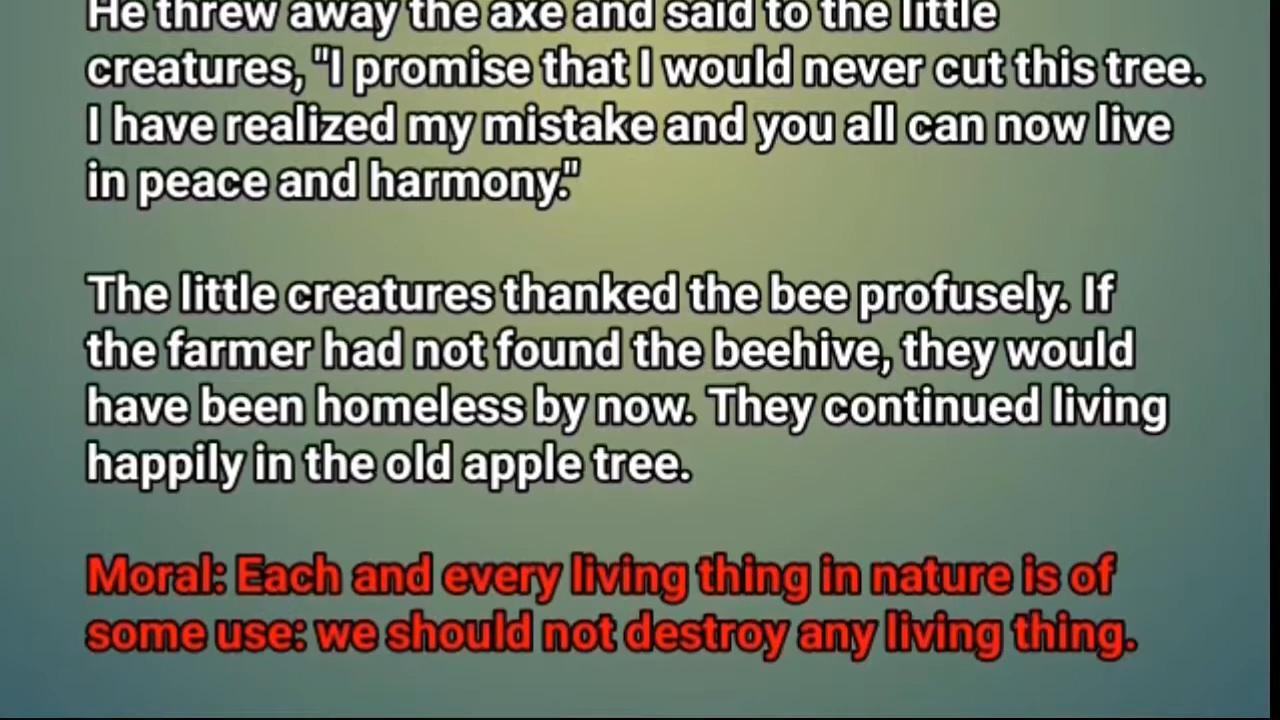 He threw away the axe and said to the little
creatures, "I promise that I would never cut this tree.
I have realized my mistake and you all can now live
in peace and harmony."
The little creatures thanked the bee profusely. If
the farmer had not found the beehive, they would
have been homeless by now. They continued living
happily in the old apple tree.
Moral: Each and every living thing in nature is of
some use: we should not destroy any living thing.